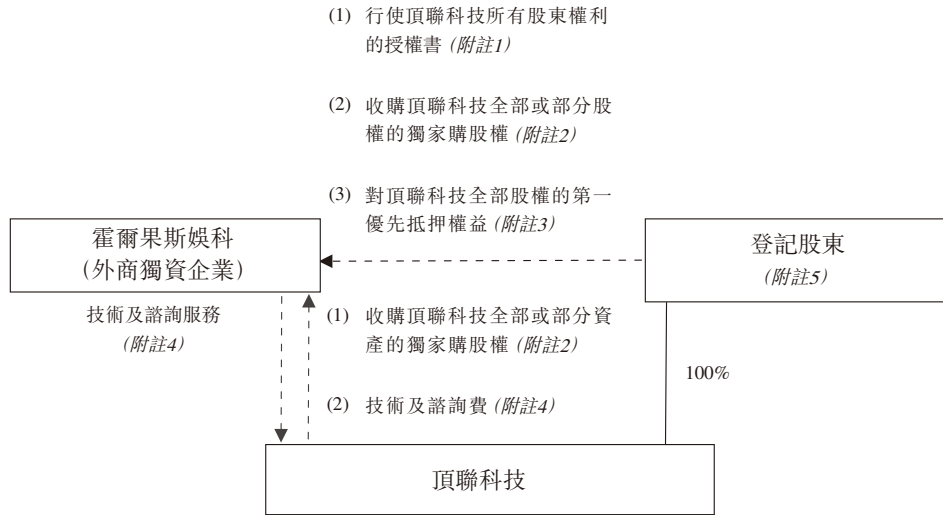 (1) 行使頂聯科技所有股東權利
的授權書 (附註1)
(2) 收購頂聯科技全部或部分股
權的獨家購股權 (附註2)
(3) 對頂聯科技全部股權的第一
優先抵押權益 (附註3)
霍爾果斯娛科
(外商獨資企業)
登記股東
(附註5)
技術及諮詢服務
(附註4)
(1) 收購頂聯科技全部或部分資
產的獨家購股權 (附註2)
(2) 技術及諮詢費 (附註4)
100%
頂聯科技